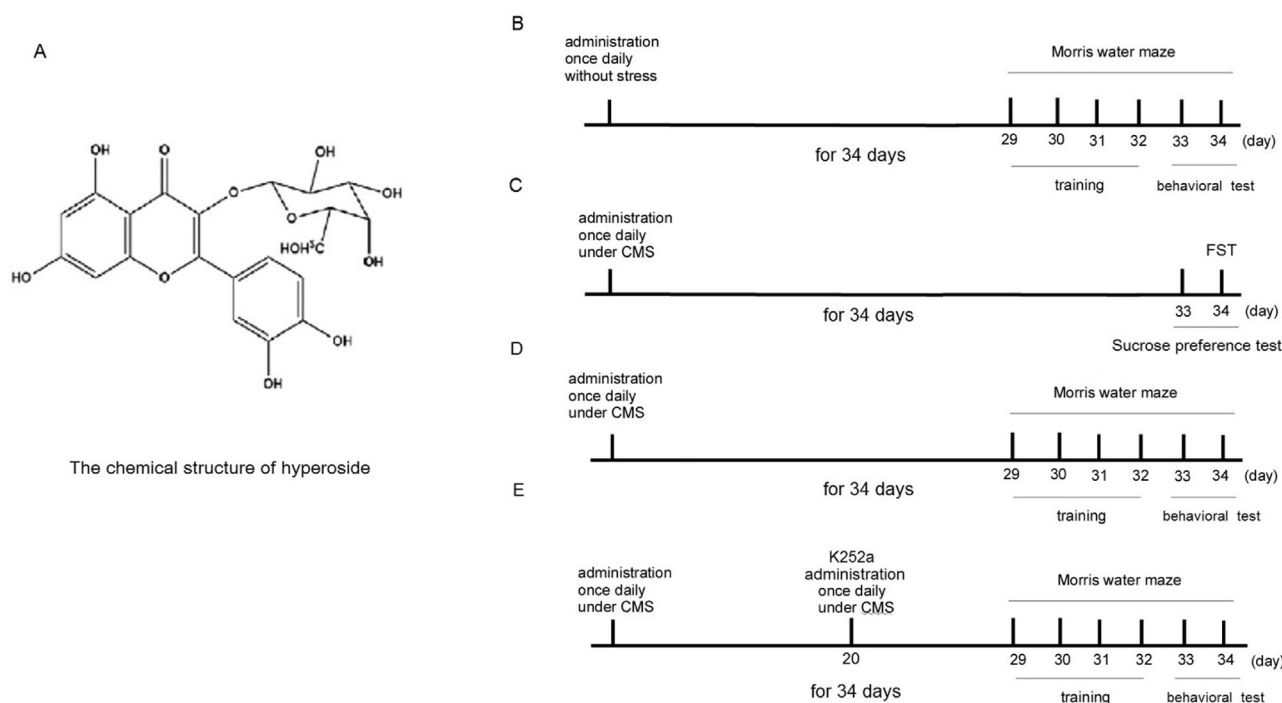 A
OH
O
OH
O
OH
O
HOH⁵C
OH
HO
O
OH
OH
The chemical structure of hyperoside
B
administration
once daily
without stress
Morris water maze
29 30 31 32 33 34 (day)
for 34 days
training behavioral test
C
administration
once daily
under CMS
FST
33 34 (day)
for 34 days
Sucrose preference test
D
administration
once daily
under CMS
Morris water maze
29 30 31 32 33 34 (day)
for 34 days
training behavioral test
E
administration
once daily
under CMS
K252a
administration
once daily
under CMS
Morris water maze
20 29 30 31 32 33 34 (day)
for 34 days
training behavioral test